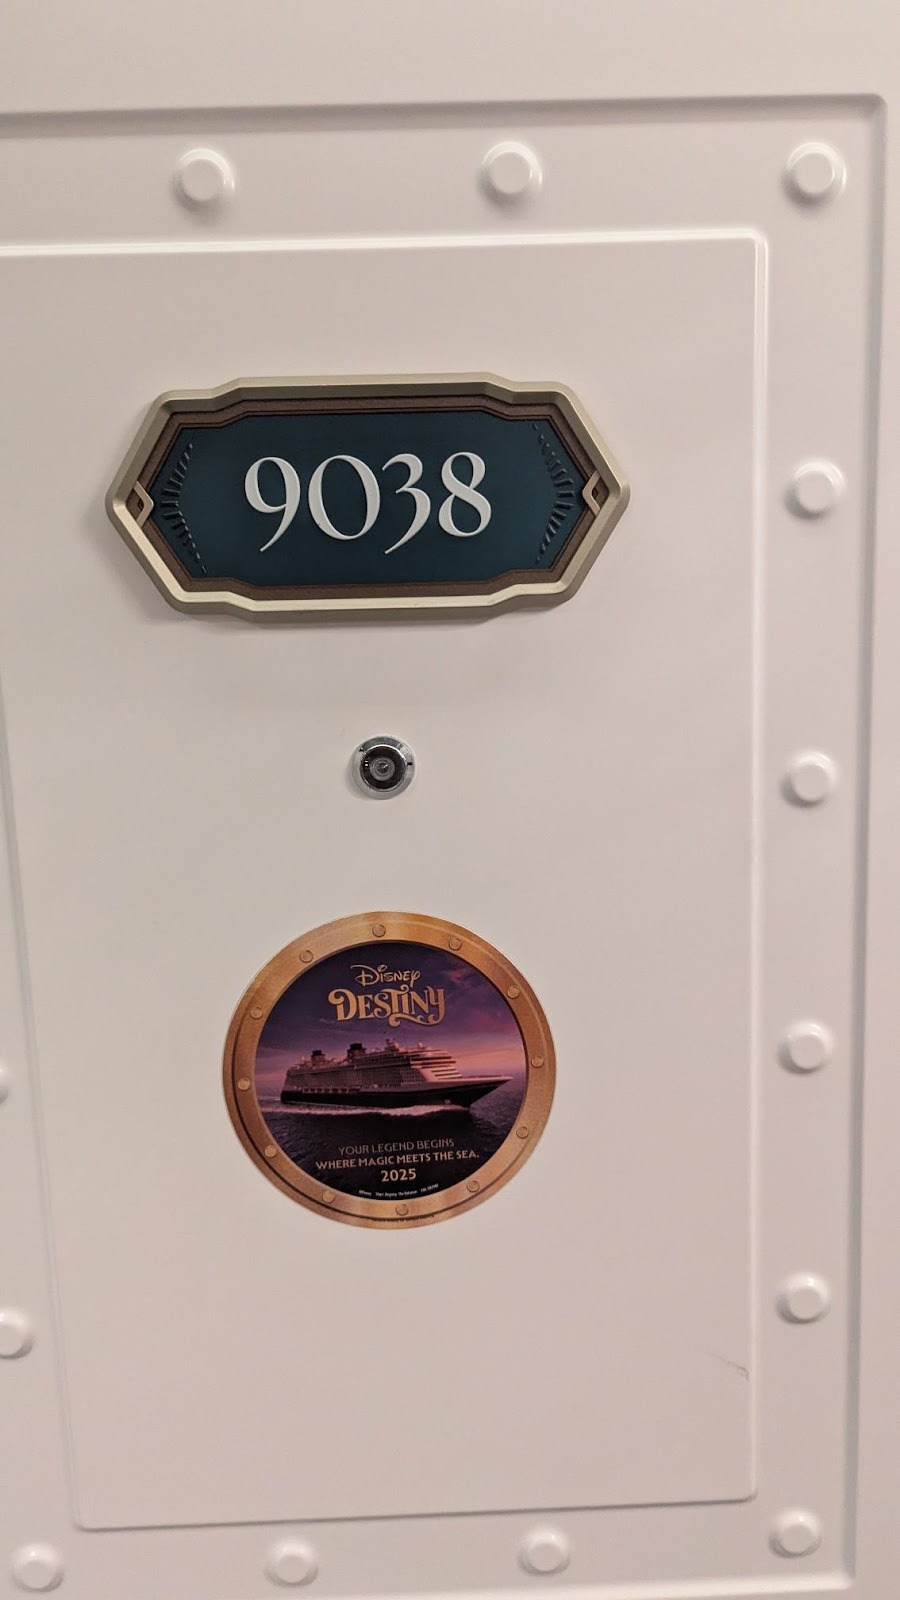 9038
Disney
DESTINY
YOUR LEGEND BEGINS
WHERE MAGIC MEETS THE SEA.
2025